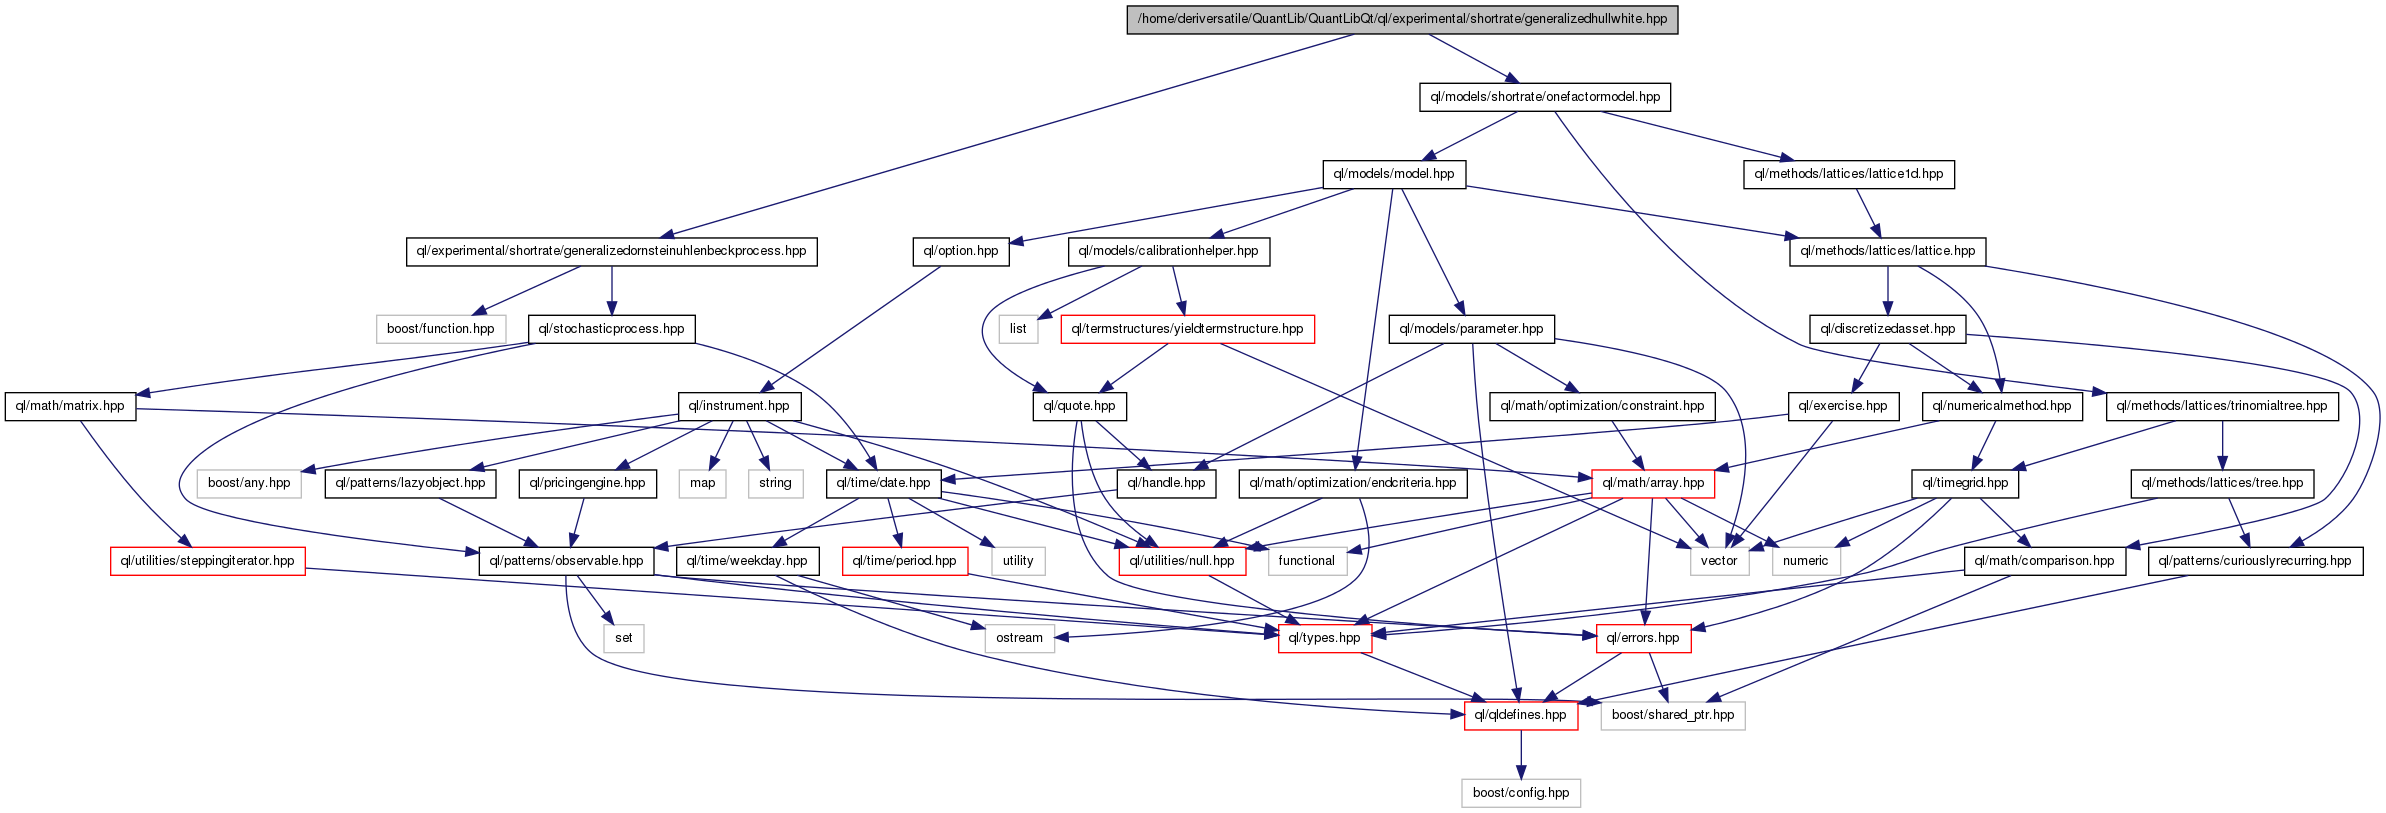 /home/deriversatile/QuantLib/QuantLibQt/ql/experimental/shortrate/generalizedhullwhite.hpp
ql/models/shortrate/onefactormodel.hpp
ql/models/model.hpp
ql/methods/lattices/lattice1d.hpp
ql/experimental/shortrate/generalizedornsteinuhlenbeckprocess.hpp
ql/option.hpp
ql/models/calibrationhelper.hpp
ql/methods/lattices/lattice.hpp
boost/function.hpp
ql/stochasticprocess.hpp
list
ql/termstructures/yieldtermstructure.hpp
ql/models/parameter.hpp
ql/discretizedasset.hpp
ql/math/matrix.hpp
ql/instrument.hpp
ql/quote.hpp
ql/math/optimization/constraint.hpp
ql/exercise.hpp
ql/numericalmethod.hpp
ql/methods/lattices/trinomialtree.hpp
boost/any.hpp
ql/patterns/lazyobject.hpp
ql/pricingengine.hpp
map
string
ql/time/date.hpp
ql/handle.hpp
ql/math/optimization/endcriteria.hpp
ql/math/array.hpp
ql/timegrid.hpp
ql/methods/lattices/tree.hpp
ql/utilities/steppingiterator.hpp
ql/patterns/observable.hpp
ql/time/weekday.hpp
ql/time/period.hpp
utility
ql/utilities/null.hpp
functional
vector
numeric
ql/math/comparison.hpp
ql/patterns/curiouslyrecurring.hpp
set
ostream
ql/types.hpp
ql/errors.hpp
ql/qldefines.hpp
boost/shared_ptr.hpp
boost/config.hpp